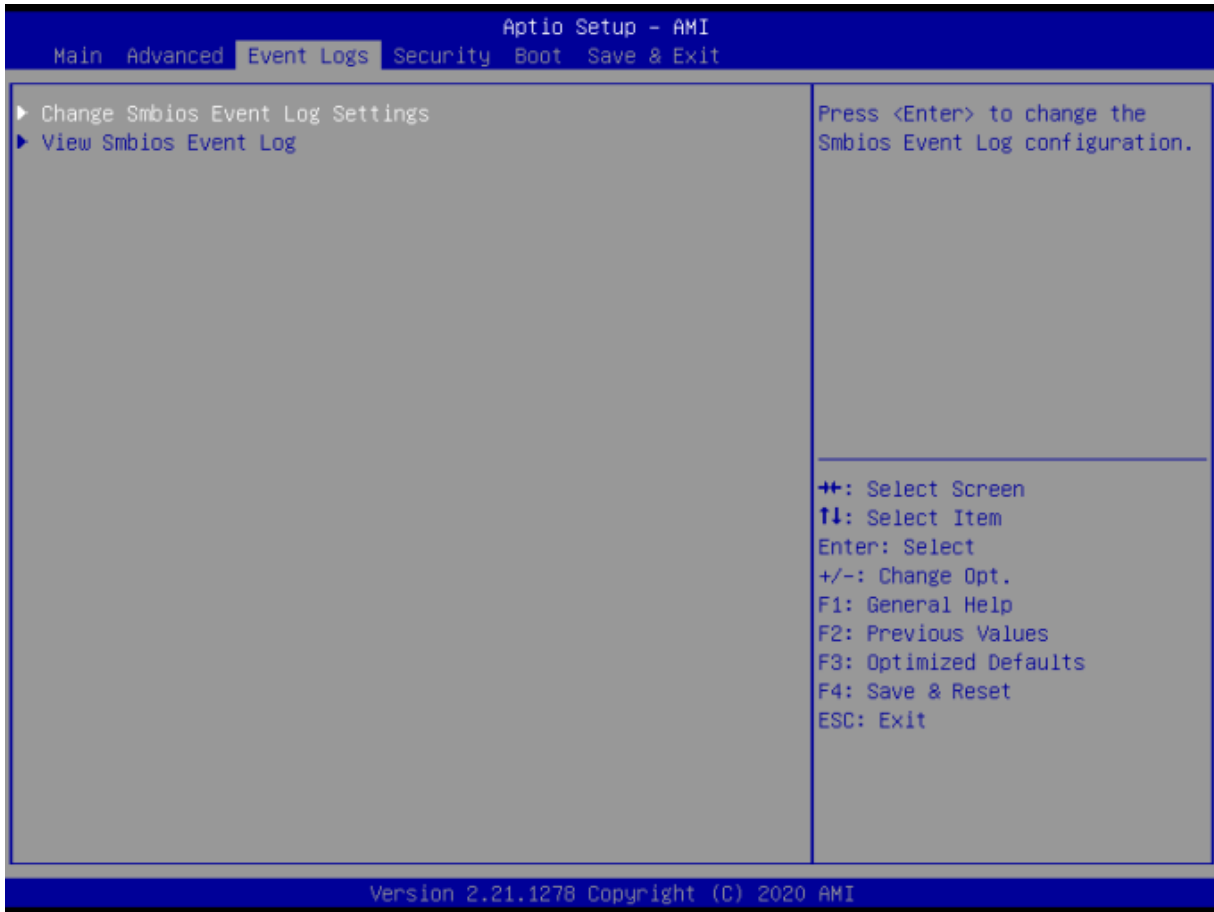 Aptio Setup – AMI
Main Advanced Event Logs Security Boot Save & Exit
▶ Change Smbios Event Log Settings
▶ View Smbios Event Log
Press <Enter> to change the
Smbios Event Log configuration.
→←: Select Screen
↑↓: Select Item
Enter: Select
+/-: Change Opt.
F1: General Help
F2: Previous Values
F3: Optimized Defaults
F4: Save & Reset
ESC: Exit
Version 2.21.1278 Copyright (C) 2020 AMI